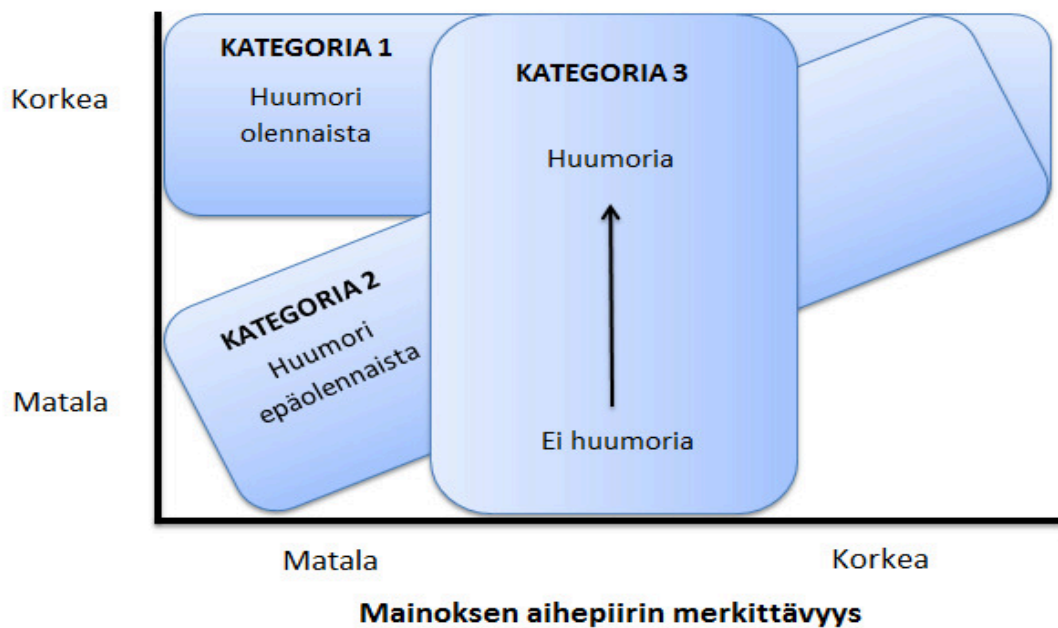 KATEGORIA 1
Huumori
olennaista
KATEGORIA 3
Huumoria
Ei huumoria
KATEGORIA 2
Huumori
epäolennaista
Korkea
Matala
Matala
Korkea
Mainoksen aihepiirin merkittävyys